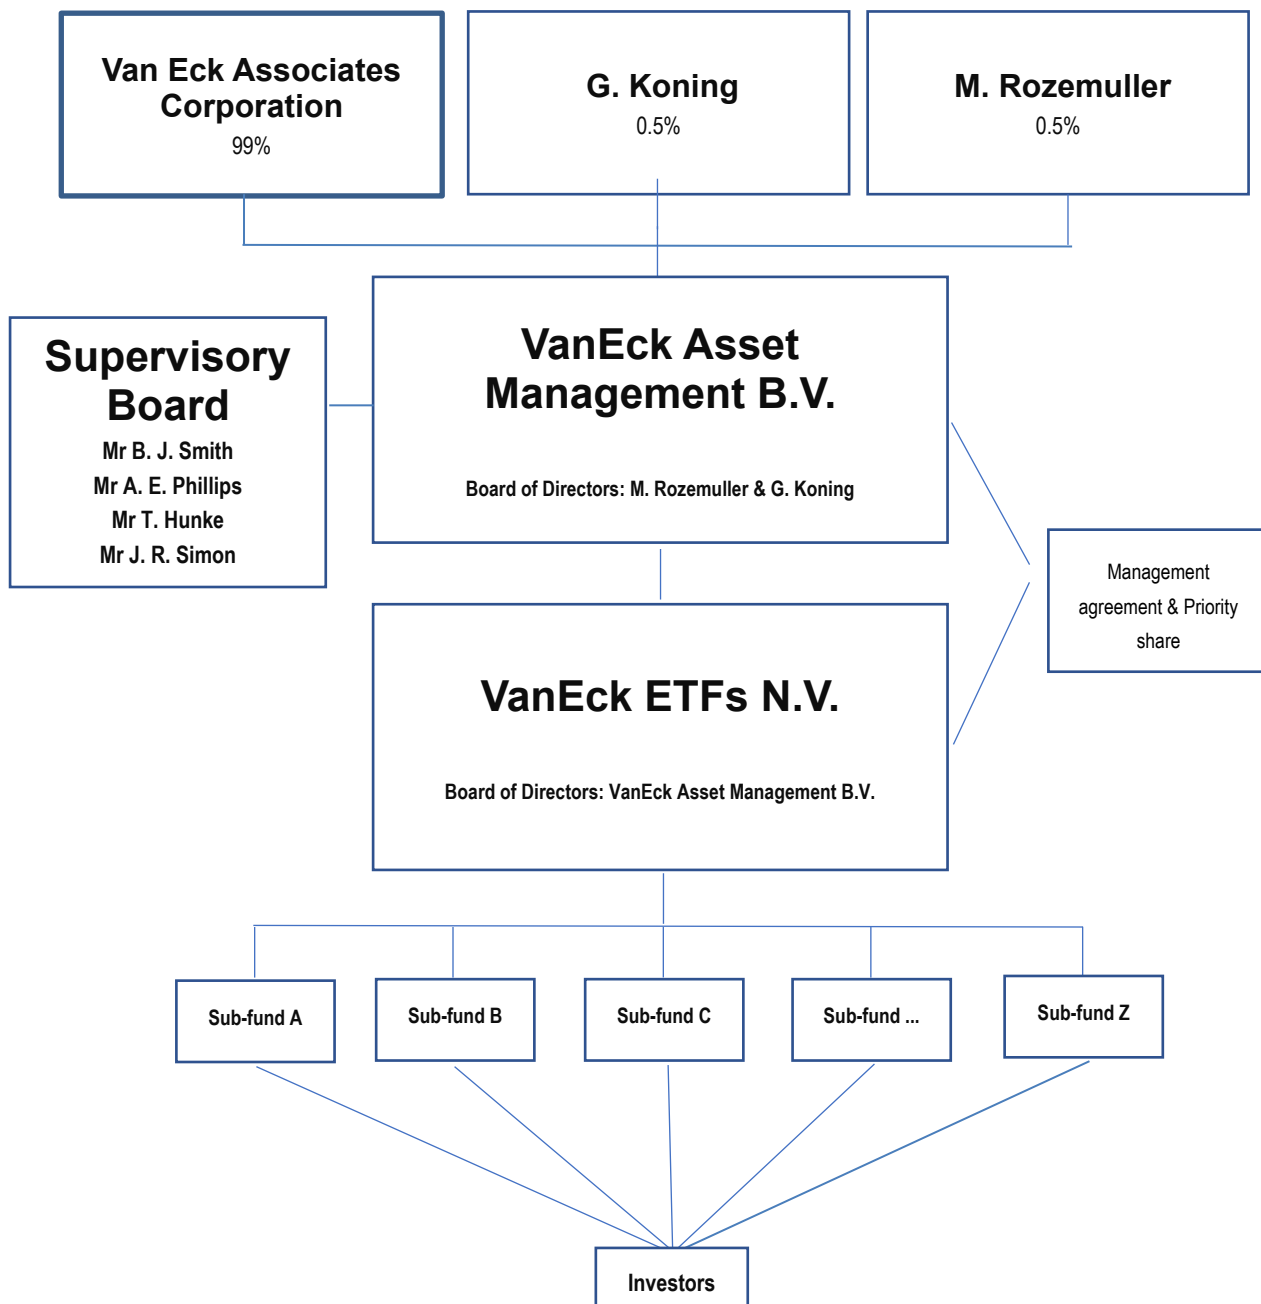 Van Eck Associates
Corporation
99%
G. Koning
0.5%
M. Rozemuller
0.5%
Supervisory
Board
Mr B. J. Smith
Mr A. E. Phillips
Mr T. Hunke
Mr J. R. Simon
VanEck Asset
Management B.V.
Board of Directors: M. Rozemuller & G. Koning
Management
agreement & Priority
share
VanEck ETFs N.V.
Board of Directors: VanEck Asset Management B.V.
Sub-fund A
Sub-fund B
Sub-fund C
Sub-fund ...
Sub-fund Z
Investors